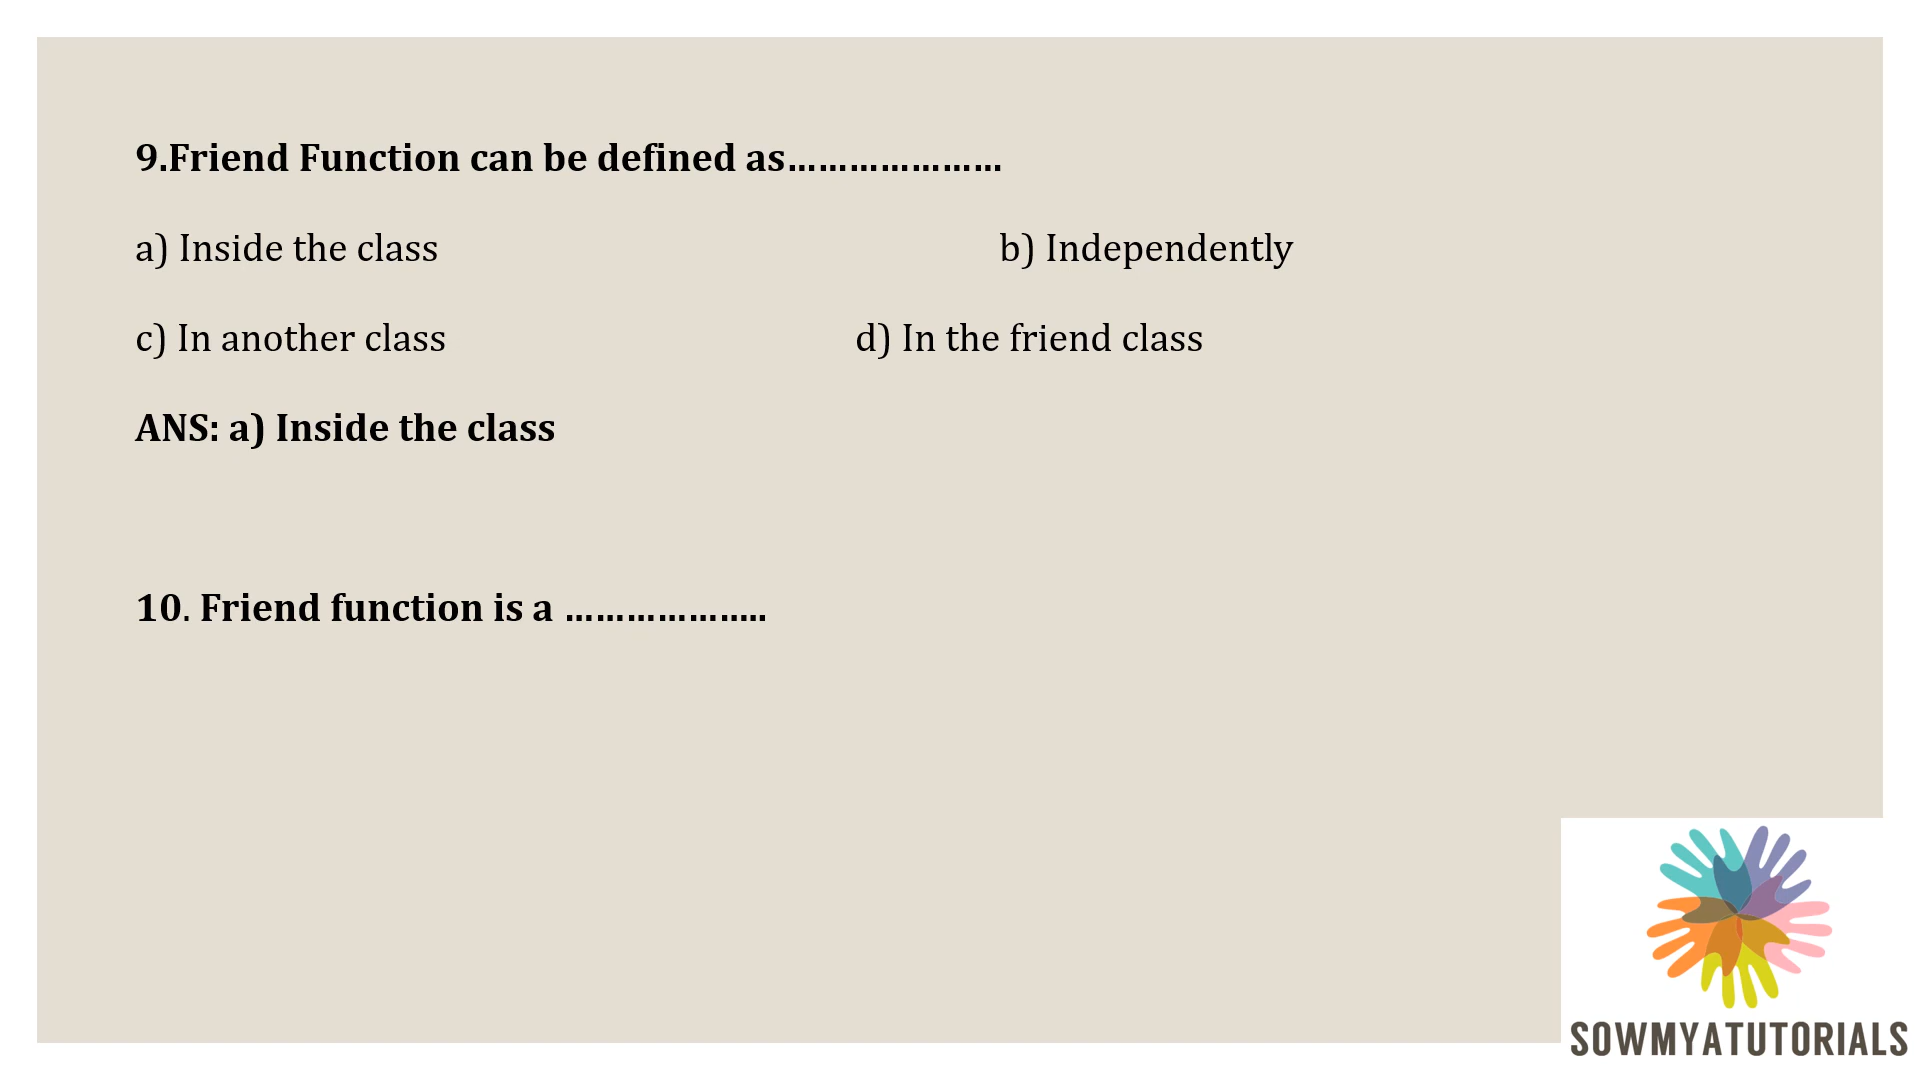 9.Friend Function can be defined as…………………
a) Inside the class b) Independently
c) In another class d) In the friend class
ANS: a) Inside the class
10. Friend function is a ………………..
SOWMYATUTORIALS